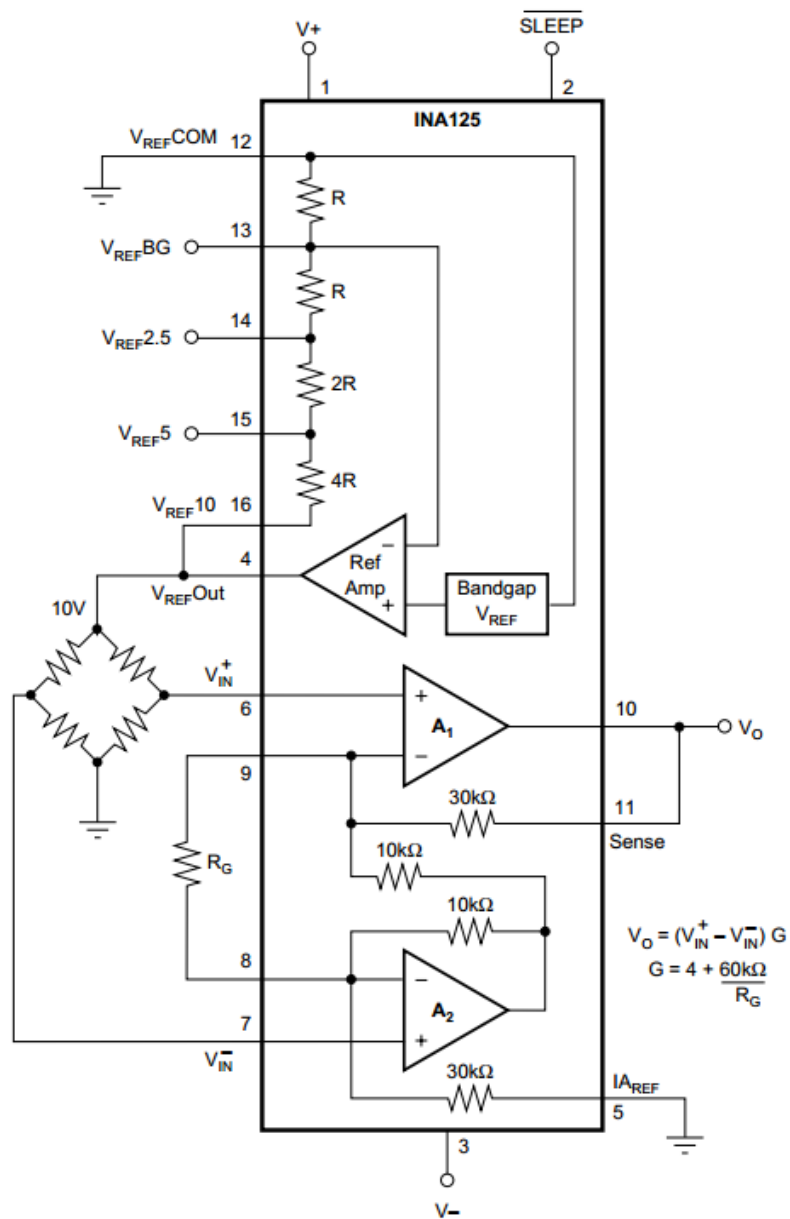 V+
SLEEP
1
2
INA125
VREFCOM
12
R
13
VREFBG
R
14
VREF2.5
2R
15
VREF5
4R
VREF10
16
4
Ref
Amp
−
+
Bandgap
VREF
VREFOut
10V
V+IN
6
+
A1
−
10
VO
9
30kΩ
11
Sense
10kΩ
RG
10kΩ
VO = (V+IN – V−IN) G
G = 4 + 60kΩ
RG
8
−
A2
+
7
V−IN
30kΩ
IAREF
5
3
V−